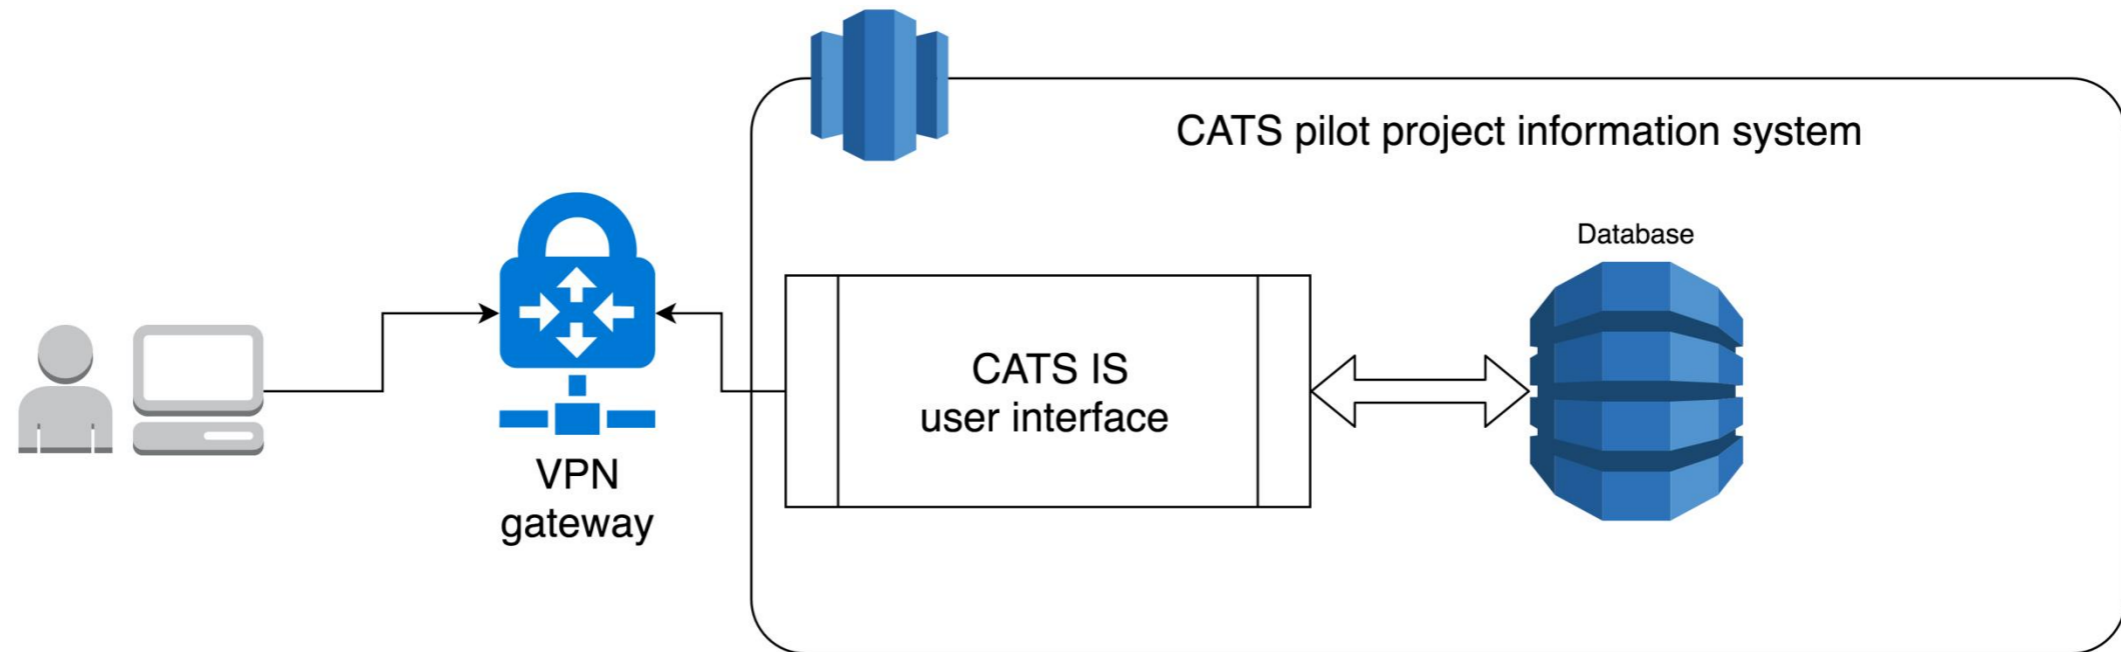 CATS pilot project information system
Database
CATS IS
user interface
VPN
gateway